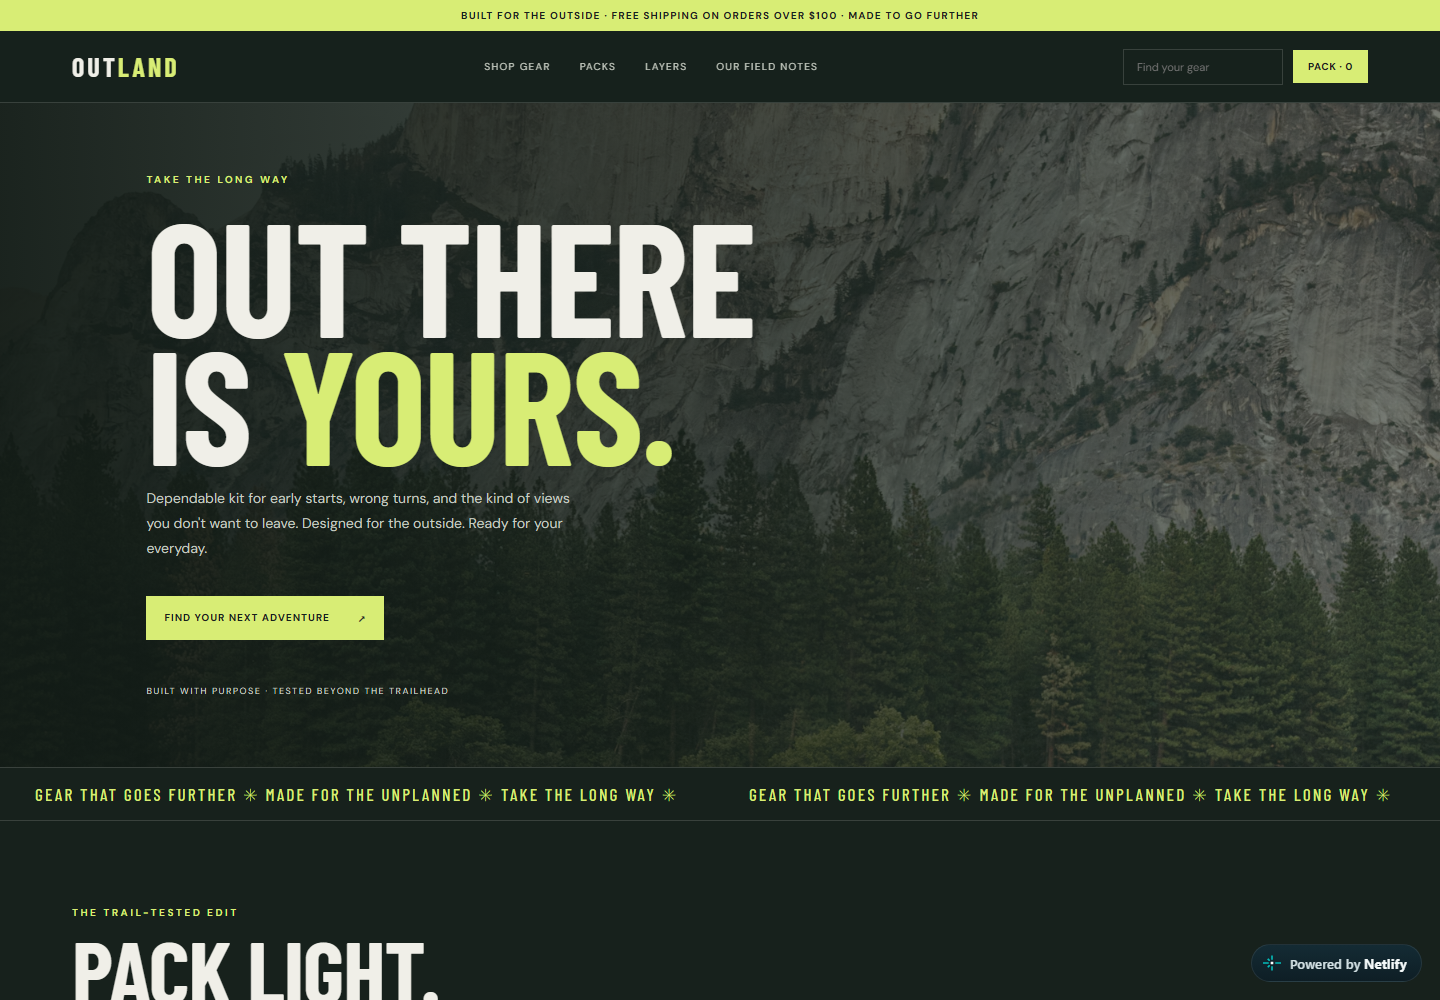 BUILT FOR THE OUTSIDE · FREE SHIPPING ON ORDERS OVER $100 · MADE TO GO FURTHER
OUTLAND
SHOP GEAR
PACKS
LAYERS
OUR FIELD NOTES
Find your gear
PACK · 0
TAKE THE LONG WAY
OUT THERE
IS YOURS.
Dependable kit for early starts, wrong turns, and the kind of views
you don't want to leave. Designed for the outside. Ready for your
everyday.
FIND YOUR NEXT ADVENTURE ↗
BUILT WITH PURPOSE · TESTED BEYOND THE TRAILHEAD
GEAR THAT GOES FURTHER ✳ MADE FOR THE UNPLANNED ✳ TAKE THE LONG WAY ✳ GEAR THAT GOES FURTHER ✳ MADE FOR THE UNPLANNED ✳ TAKE THE LONG WAY ✳
THE TRAIL-TESTED EDIT
PACK LIGHT.
Powered by Netlify